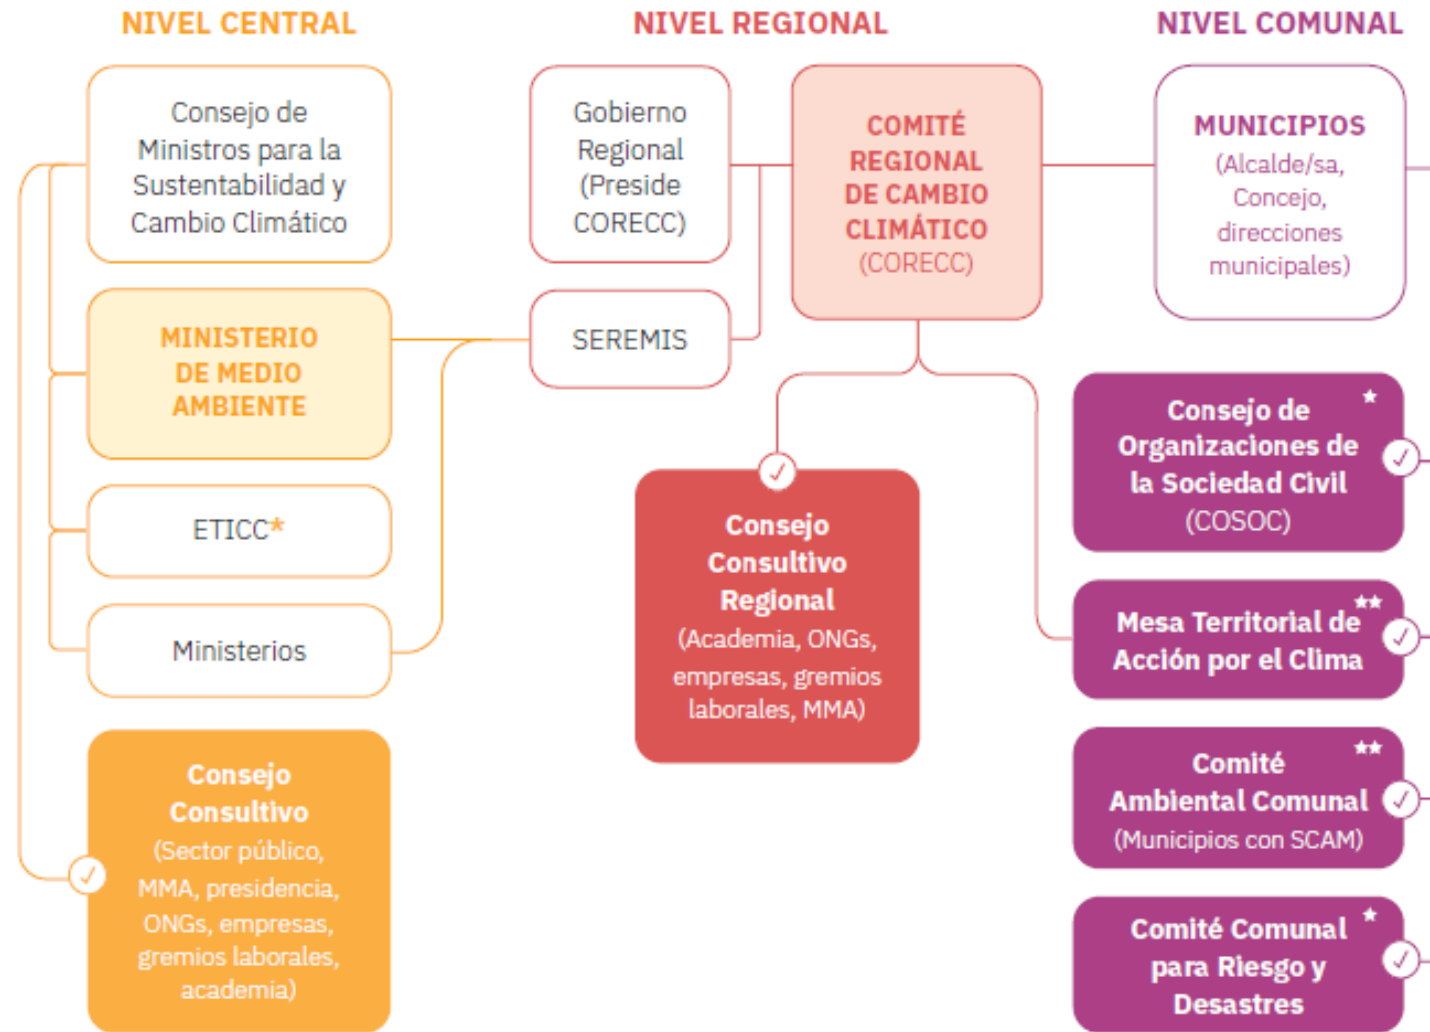 NIVEL CENTRAL
Consejo de
Ministros para la
Sustentabilidad y
Cambio Climático
MINISTERIO
DE MEDIO
AMBIENTE
ETICC*
Ministerios
Consejo
Consultivo
(Sector público,
MMA, presidencia,
ONGs, empresas,
gremios laborales,
academia)
NIVEL REGIONAL
Gobierno
Regional
(Preside
CORECC)
SEREMIS
COMITÉ
REGIONAL
DE CAMBIO
CLIMÁTICO
(CORECC)
Consejo
Consultivo
Regional
(Academia, ONGs,
empresas, gremios
laborales, MMA)
NIVEL COMUNAL
MUNICIPIOS
(Alcalde/sa,
Concejo,
direcciones
municipales)
Consejo de
Organizaciones de
la Sociedad Civil
(COSOC)
Mesa Territorial de
Acción por el Clima
Comité
Ambiental Comunal
(Municipios con SCAM)
Comité Comunal
para Riesgo y
Desastres